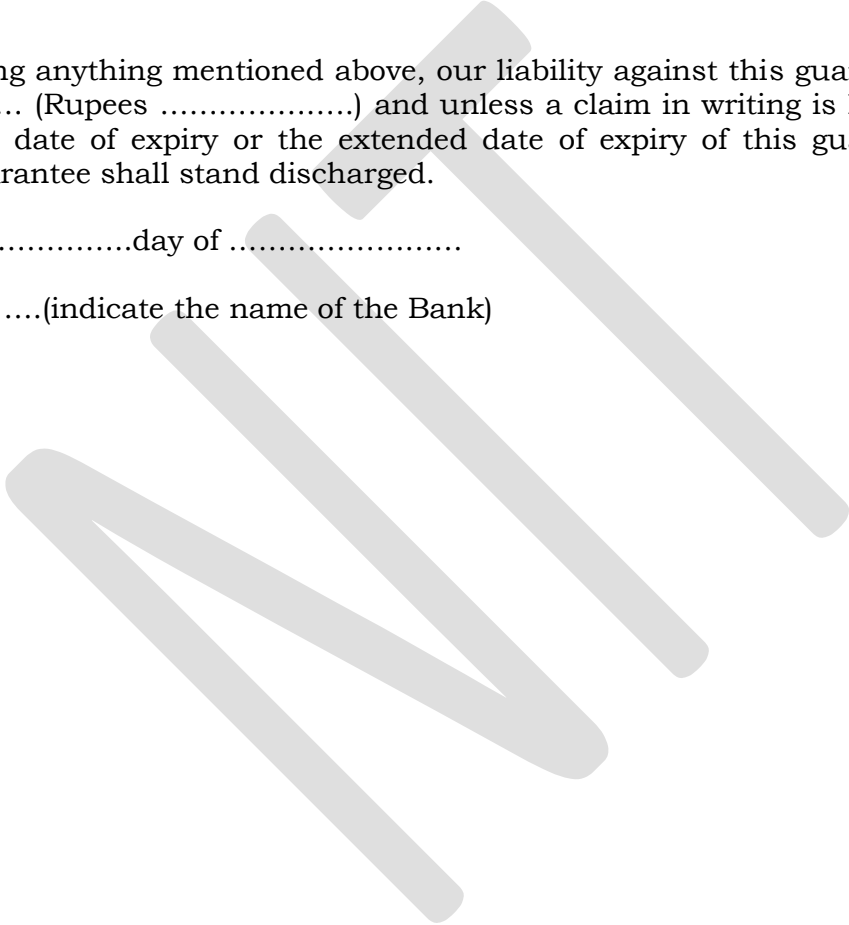 ng anything mentioned above, our liability against this gua
... (Rupees ………………..) and unless a claim in writing is
date of expiry or the extended date of expiry of this gu
rantee shall stand discharged.
……………day of ……………………
….(indicate the name of the Bank)
NIT